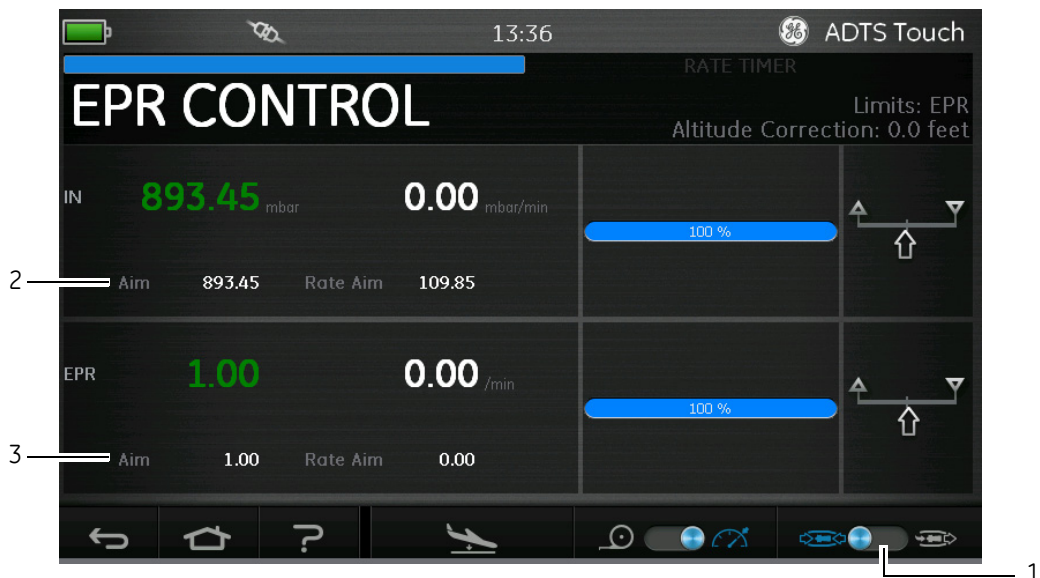 13:36
ADTS Touch
RATE TIMER
EPR CONTROL
Limits: EPR
Altitude Correction: 0.0 feet
IN 893.45 mbar 0.00 mbar/min
100 %
2 Aim 893.45 Rate Aim 109.85
EPR 1.00 0.00 /min
100 %
3 Aim 1.00 Rate Aim 0.00
?
1